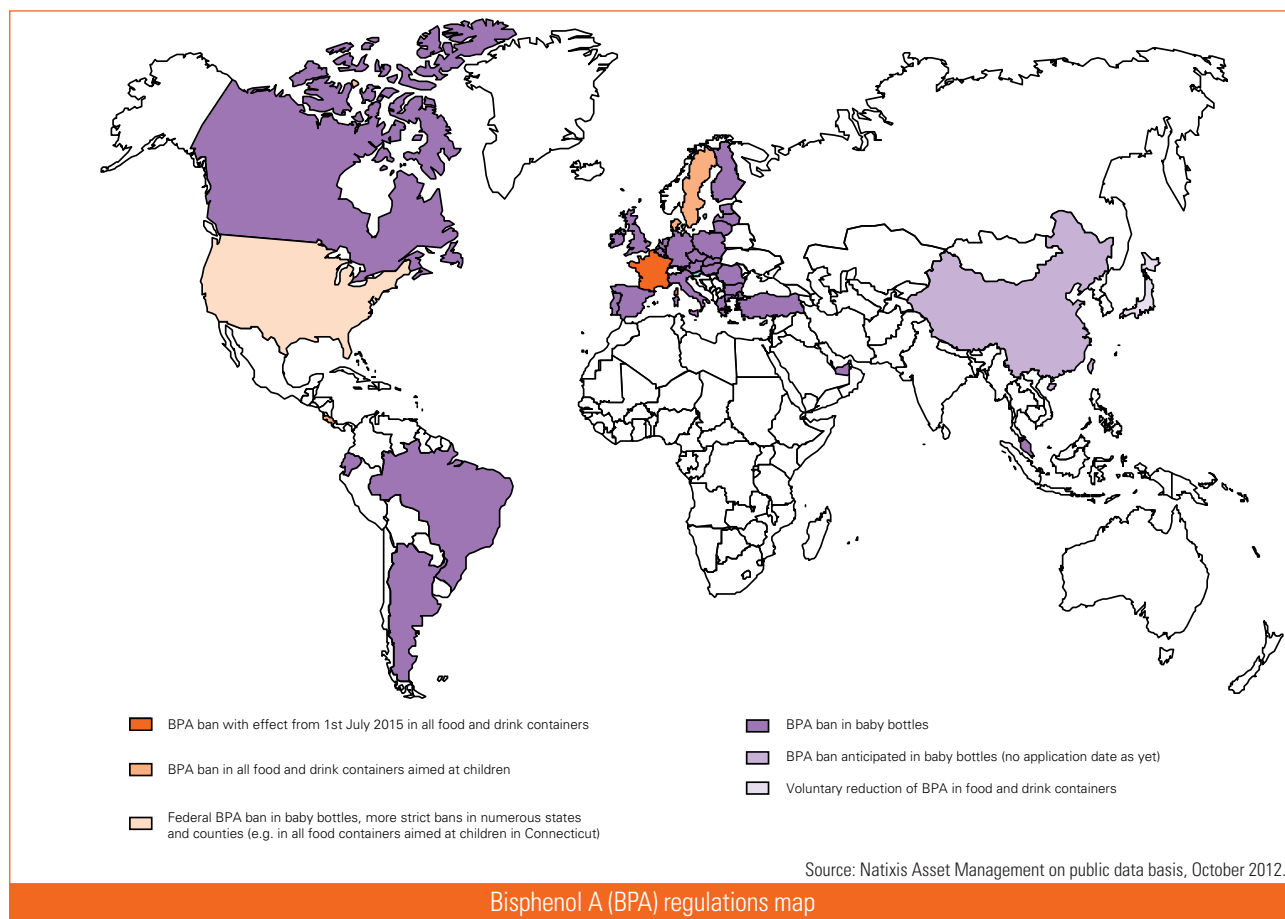 BPA ban with effect from 1st July 2015 in all food and drink containers
BPA ban in all food and drink containers aimed at children
Federal BPA ban in baby bottles, more strict bans in numerous states
and counties (e.g. in all food containers aimed at children in Connecticut)
BPA ban in baby bottles
BPA ban anticipated in baby bottles (no application date as yet)
Voluntary reduction of BPA in food and drink containers
Source: Natixis Asset Management on public data basis, October 2012.
Bisphenol A (BPA) regulations map